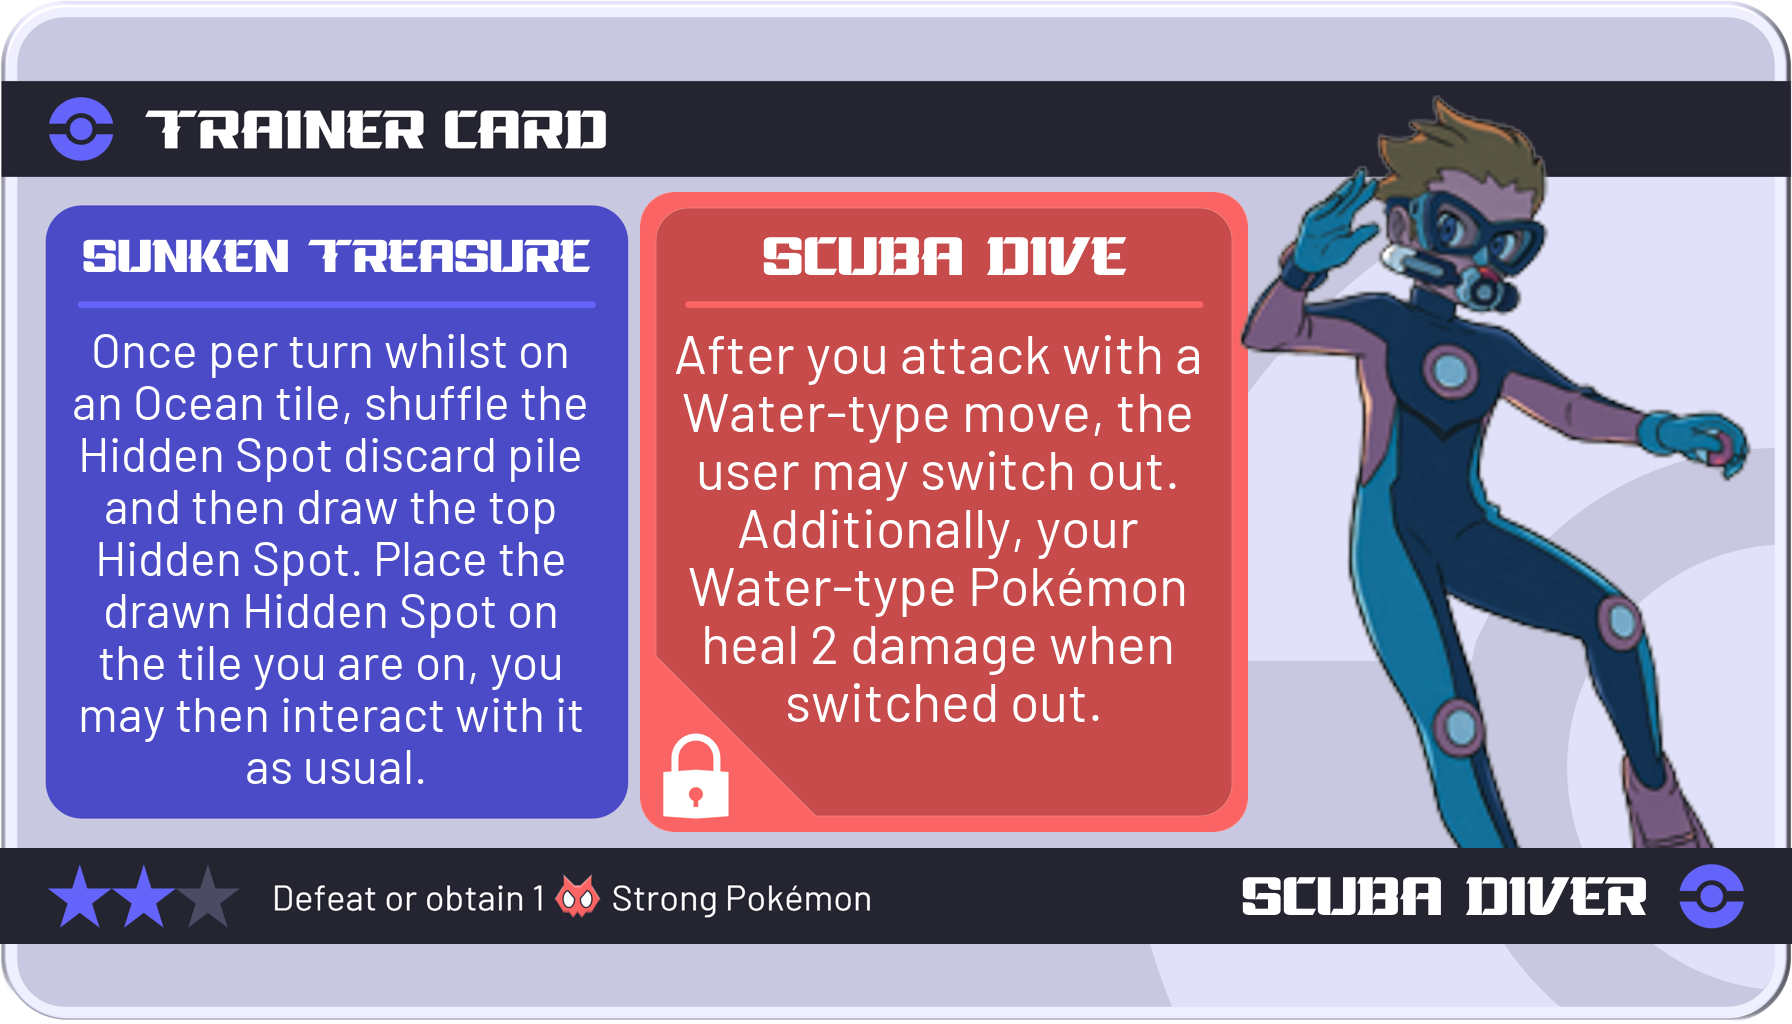 TRAINER CARD
SUNKEN TREASURE
Once per turn whilst on
an Ocean tile, shuffle the
Hidden Spot discard pile
and then draw the top
Hidden Spot. Place the
drawn Hidden Spot on
the tile you are on, you
may then interact with it
as usual.
SCUBA DIVE
After you attack with a
Water-type move, the
user may switch out.
Additionally, your
Water-type Pokémon
heal 2 damage when
switched out.
Defeat or obtain 1 Strong Pokémon
SCUBA DIVER